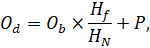 O_d = O_b × H_f / H_N + P,